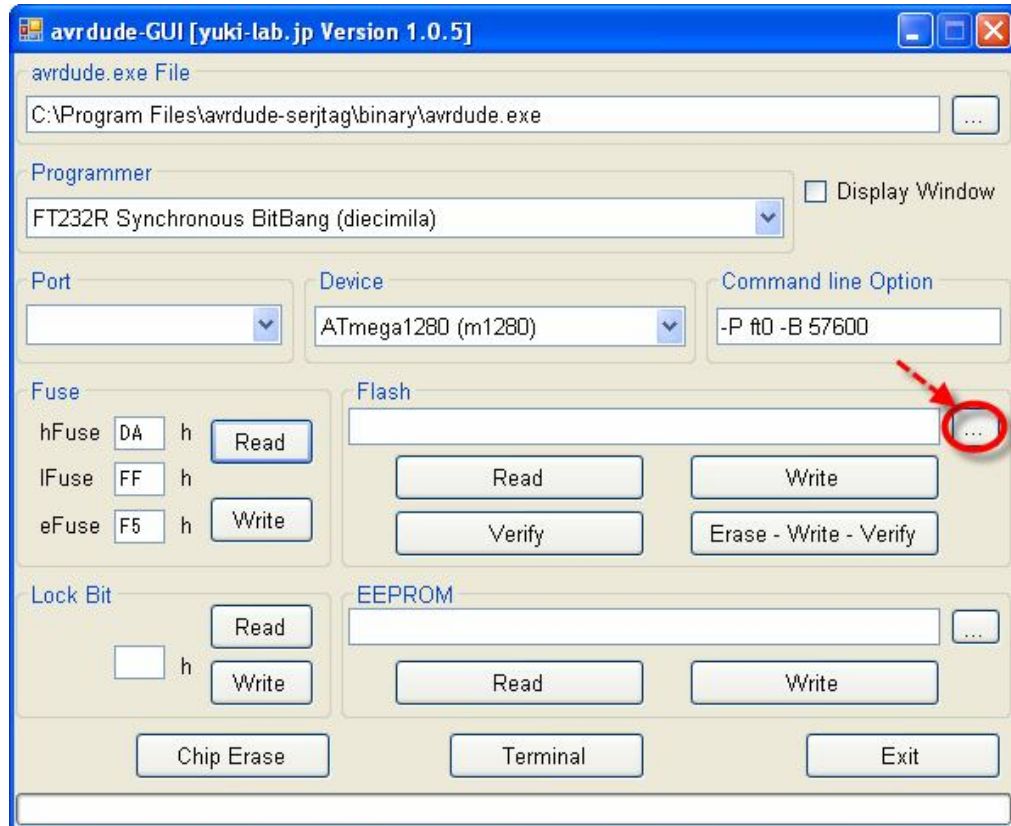 avrdude-GUI [yuki-lab.jp Version 1.0.5]
avrdude.exe File
C:\Program Files\avrdude-serjtag\binary\avrdude.exe
...
Programmer
FT232R Synchronous BitBang (diecimila)
Display Window
Port
Device
ATmega1280 (m1280)
Command line Option
-P ft0 -B 57600
Fuse
hFuse DA h
lFuse FF h
eFuse F5 h
Read
Write
Flash
...
Read
Write
Verify
Erase - Write - Verify
Lock Bit
h
Read
Write
EEPROM
...
Read
Write
Chip Erase
Terminal
Exit